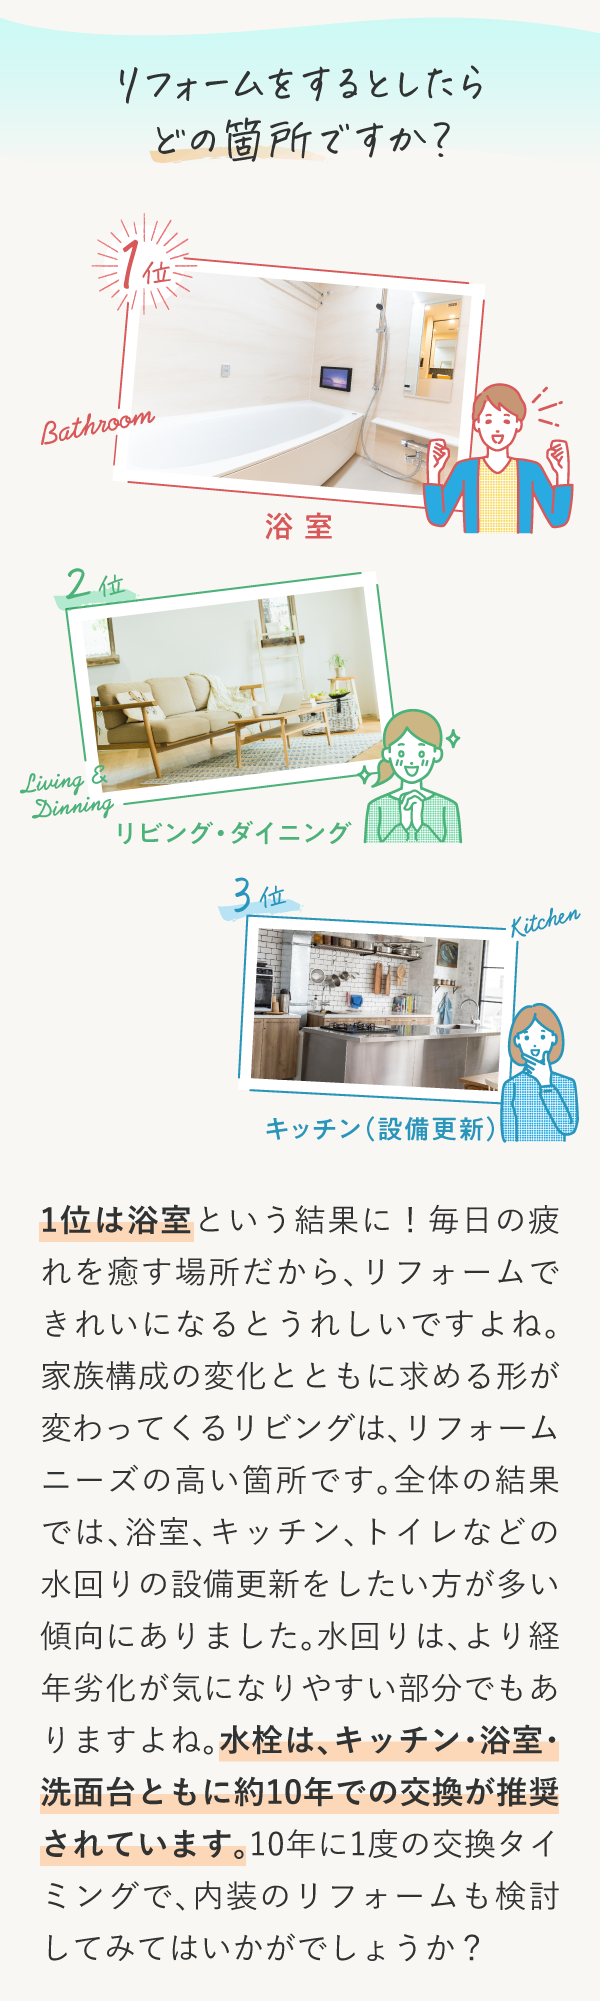 リフォームをするとしたら
どの箇所ですか?
1位
Bathroom
浴室
2位
Living &
Dinning
リビング・ダイニング
3位
Kitchen
キッチン(設備更新)
1位は浴室という結果に！毎日の疲
れを癒す場所だから、リフォームで
きれいになるとうれしいですよね。
家族構成の変化とともに求める形が
変わってくるリビングは、リフォーム
ニーズの高い箇所です。全体の結果
では、浴室、キッチン、トイレなどの
水回りの設備更新をしたい方が多い
傾向にありました。水回りは、より経
年劣化が気になりやすい部分でもあ
りますよね。水栓は、キッチン・浴室・
洗面台ともに約10年での交換が推奨
されています。10年に1度の交換タイ
ミングで、内装のリフォームも検討
してみてはいかがでしょうか？